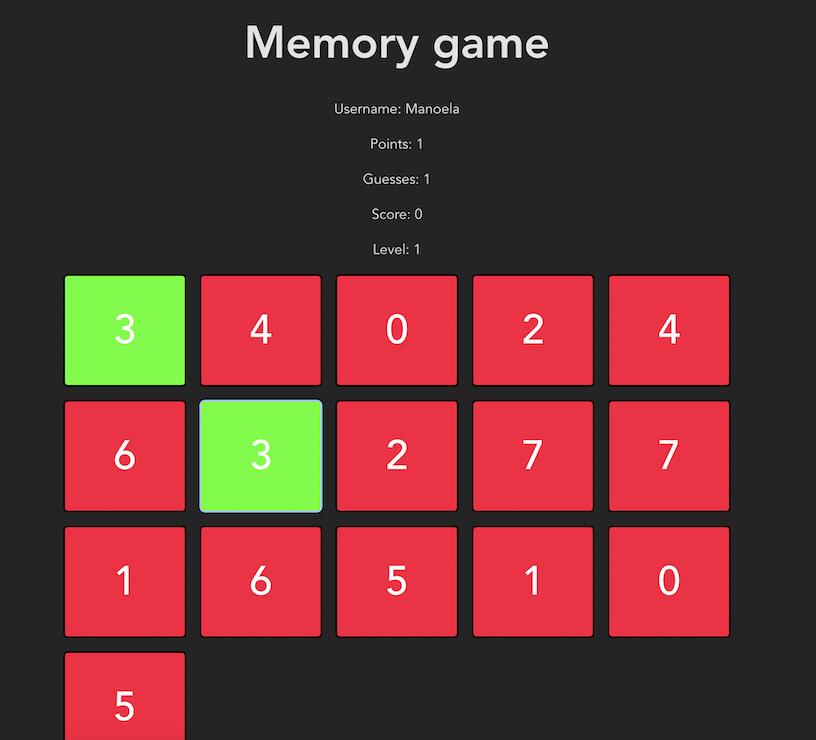 Memory game
Username: Manoela
Points: 1
Guesses: 1
Score: 0
Level: 1
3 4 0 2 4
6 3 2 7 7
1 6 5 1 0
5